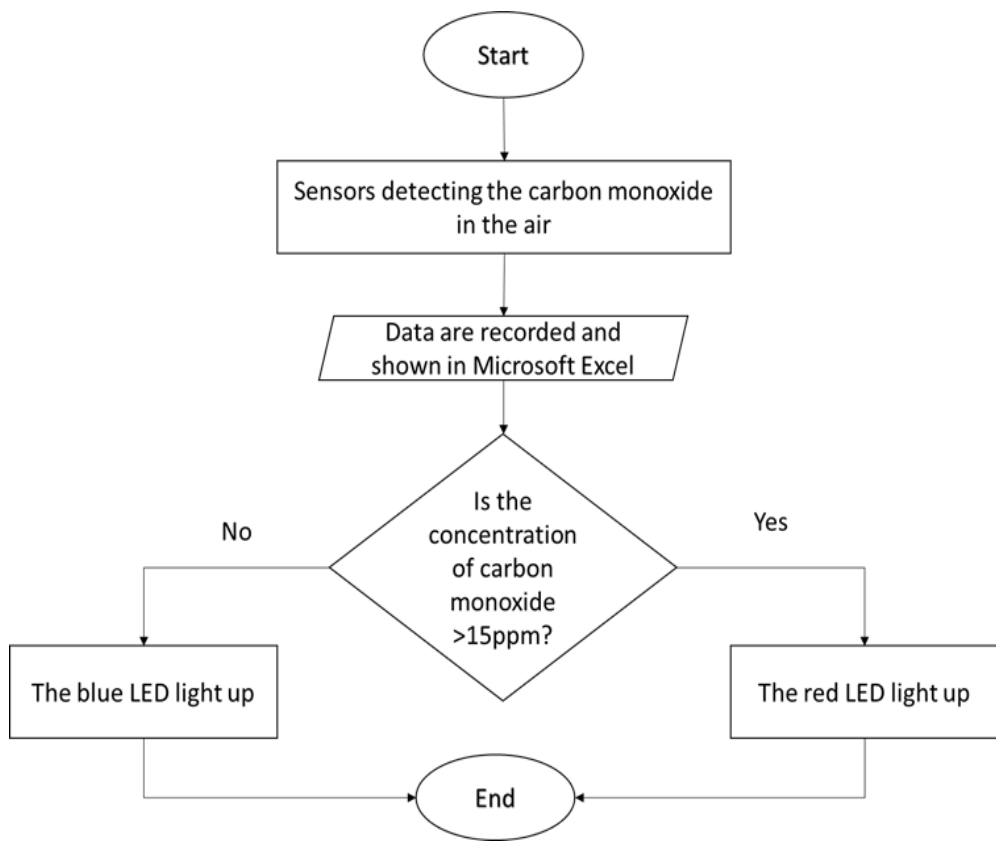 Start
Sensors detecting the carbon monoxide
in the air
Data are recorded and
shown in Microsoft Excel
Is the
concentration
of carbon
monoxide
>15ppm?
No
Yes
The blue LED light up
The red LED light up
End